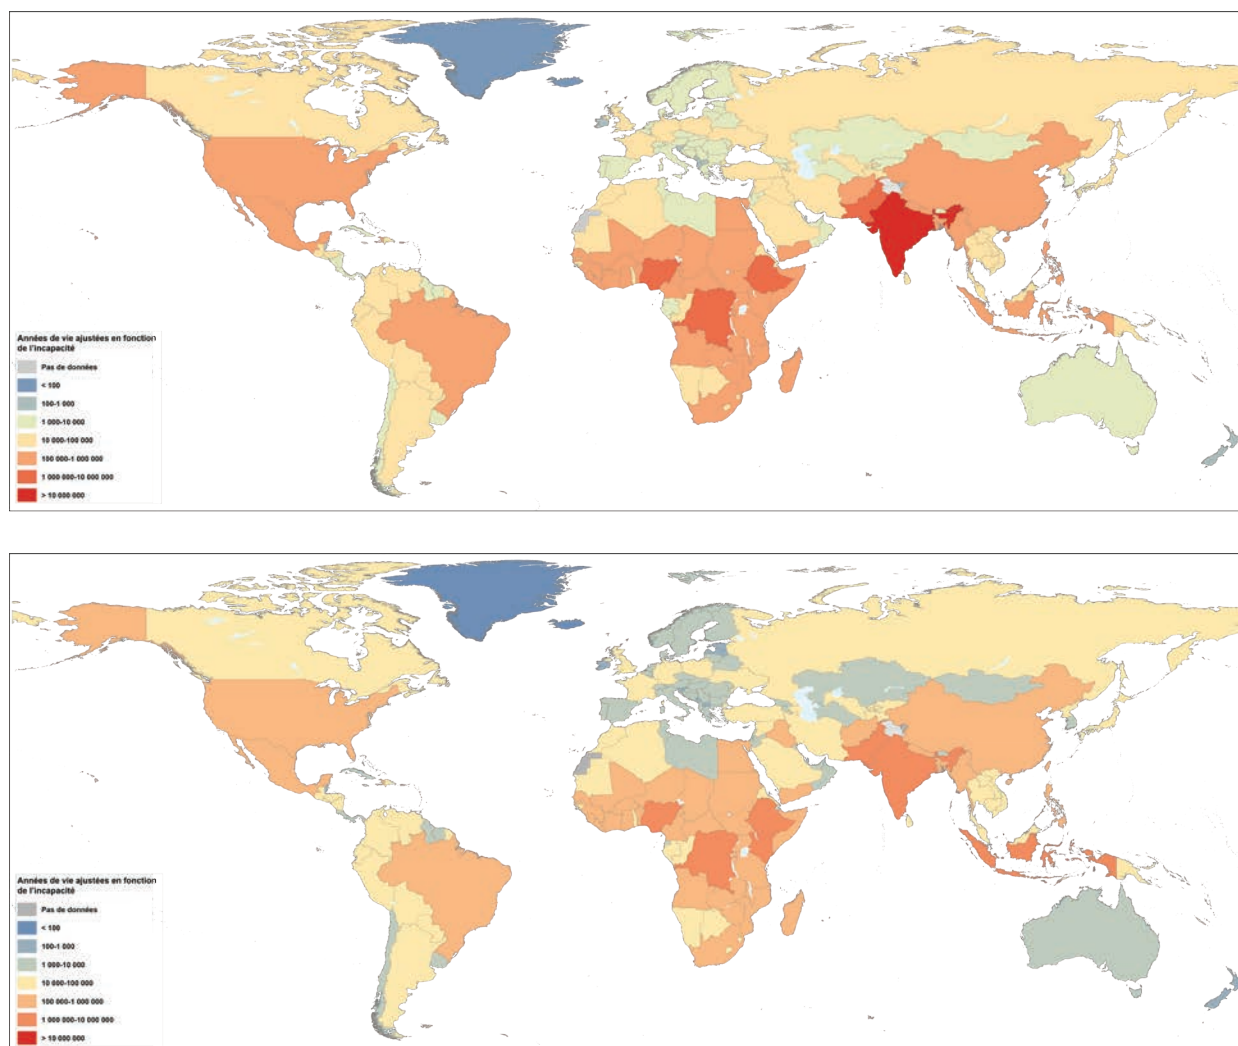 Années de vie ajustées en fonction
de l'incapacité
Pas de données
< 100
100-1 000
1 000-10 000
10 000-100 000
100 000-1 000 000
1 000 000-10 000 000
> 10 000 000
Années de vie ajustées en fonction
de l'incapacité
Pas de données
< 100
100-1 000
1 000-10 000
10 000-100 000
100 000-1 000 000
1 000 000-10 000 000
> 10 000 000